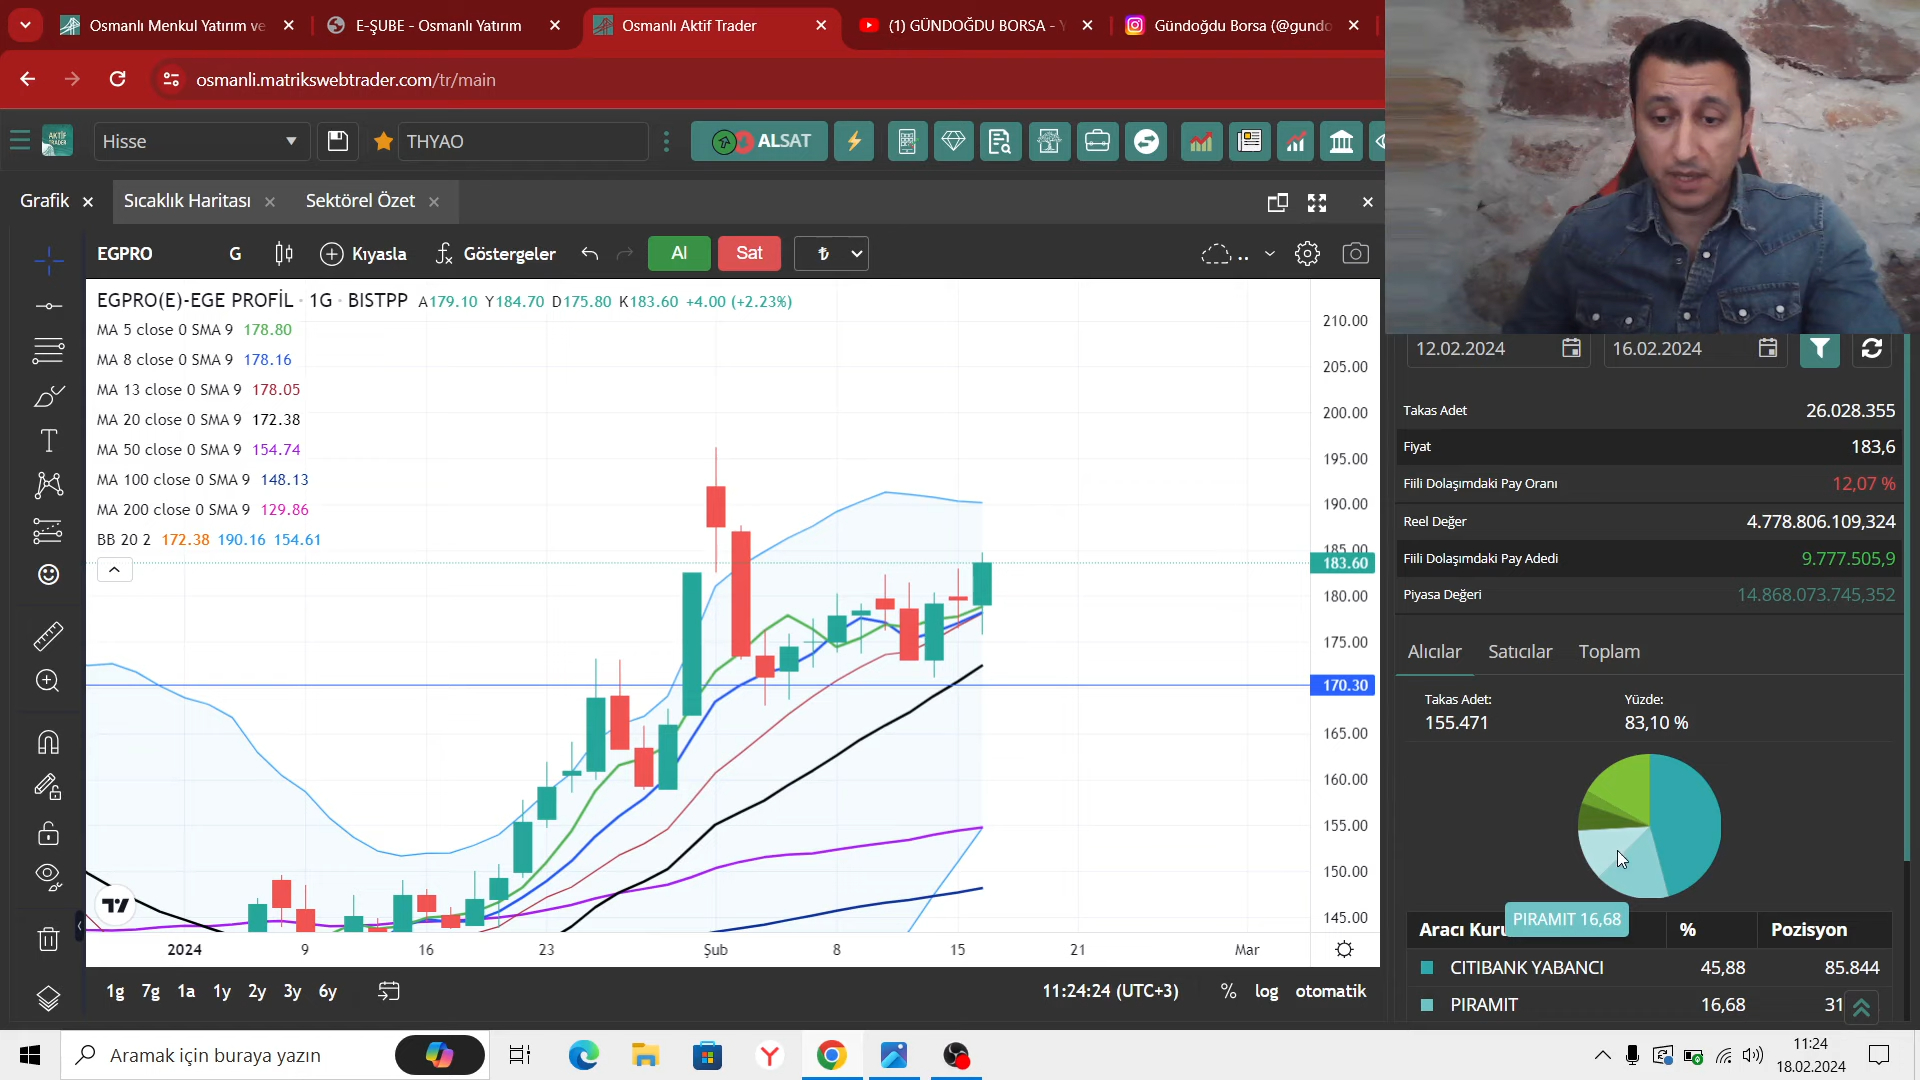 Osmanlı Menkul Yatırım ve
E-ŞUBE - Osmanlı Yatırım
Osmanlı Aktif Trader
(1) GÜNDOĞDU BORSA - Y
Gündoğdu Borsa (@gundo
osmanli.matrikswebtrader.com/tr/main
AKTİF
TRADER
Hisse
THYAO
ALSAT
Grafik
Sıcaklık Haritası
Sektörel Özet
EGPRO
G
Kıyasla
Göstergeler
Al
Sat
₺
EGPRO(E)-EGE PROFİL · 1G · BISTPP A179.10 Y184.70 D175.80 K183.60 +4.00 (+2.23%)
MA 5 close 0 SMA 9 178.80
MA 8 close 0 SMA 9 178.16
MA 13 close 0 SMA 9 178.05
MA 20 close 0 SMA 9 172.38
MA 50 close 0 SMA 9 154.74
MA 100 close 0 SMA 9 148.13
MA 200 close 0 SMA 9 129.86
BB 20 2 172.38 190.16 154.61
210.00
205.00
200.00
195.00
190.00
185.00
183.60
180.00
175.00
170.30
165.00
160.00
155.00
150.00
145.00
2024
9
16
23
Şub
8
15
21
Mar
1g 7g 1a 1y 2y 3y 6y
11:24:24 (UTC+3)
% log otomatik
12.02.2024
16.02.2024
Takas Adet 26.028.355
Fiyat 183,6
Fiili Dolaşımdaki Pay Oranı 12,07 %
Reel Değer 4.778.806.109,324
Fiili Dolaşımdaki Pay Adedi 9.777.505,9
Piyasa Değeri 14.868.073.745,352
Alıcılar Satıcılar Toplam
Takas Adet: Yüzde:
155.471 83,10 %
PIRAMIT 16,68
Aracı Kuru % Pozisyon
CITIBANK YABANCI 45,88 85.844
PIRAMIT 16,68 31
Aramak için buraya yazın
11:24
18.02.2024